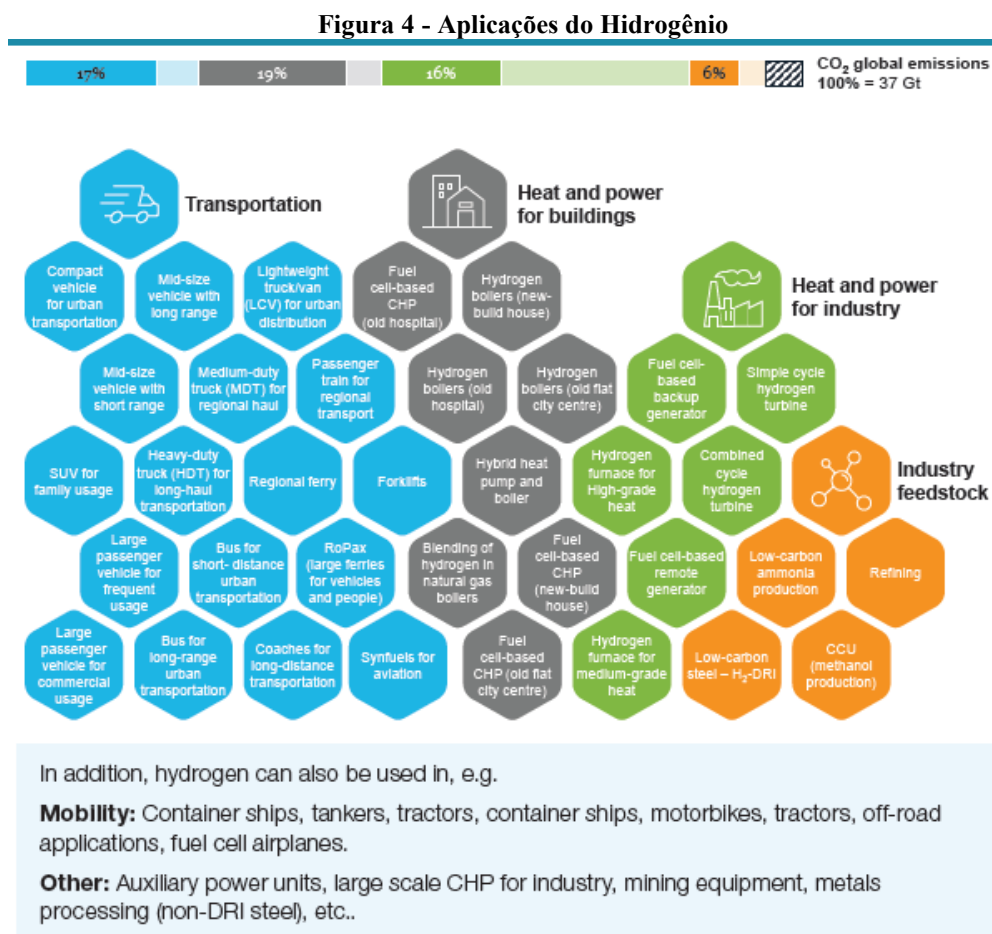 Figura 4 - Aplicações do Hidrogênio
17%
19%
16%
6%
CO₂ global emissions
100% = 37 Gt
Transportation
Heat and power
for buildings
Compact
vehicle
for urban
transportation
Mid-size
vehicle with
long range
Lightweight
truck/van
(LCV) for urban
distribution
Fuel
cell-based
CHP
(old hospital)
Hydrogen
boilers (new-
build house)
Heat and power
for industry
Mid-size
vehicle with
short range
Medium-duty
truck (MDT) for
regional haul
Passenger
train for
regional
transport
Hydrogen
boilers (old
hospital)
Hydrogen
boilers (old flat
city centre)
Fuel cell-
based
backup
generator
Simple cycle
hydrogen
turbine
SUV for
family usage
Heavy-duty
truck (HDT) for
long-haul
transportation
Regional ferry
Forklifts
Hybrid heat
pump and
boiler
Hydrogen
furnace for
High-grade
heat
Combined
cycle
hydrogen
turbine
Industry
feedstock
Large
passenger
vehicle for
frequent
usage
Bus for
short- distance
urban
transportation
RoPax
(large ferries
for vehicles
and people)
Blending of
hydrogen in
natural gas
boilers
Fuel
cell-based
CHP
(new-build
house)
Fuel cell-based
remote
generator
Low-carbon
ammonia
production
Refining
Large
passenger
vehicle for
commercial
usage
Bus for
long-range
urban
transportation
Coaches for
long-distance
transportation
Synfuels for
aviation
Fuel
cell-based
CHP (old flat
city centre)
Hydrogen
furnace for
medium-grade
heat
Low-carbon
steel – H₂-DRI
CCU
(methanol
production)
In addition, hydrogen can also be used in, e.g.
Mobility: Container ships, tankers, tractors, container ships, motorbikes, tractors, off-road
applications, fuel cell airplanes.
Other: Auxiliary power units, large scale CHP for industry, mining equipment, metals
processing (non-DRI steel), etc..